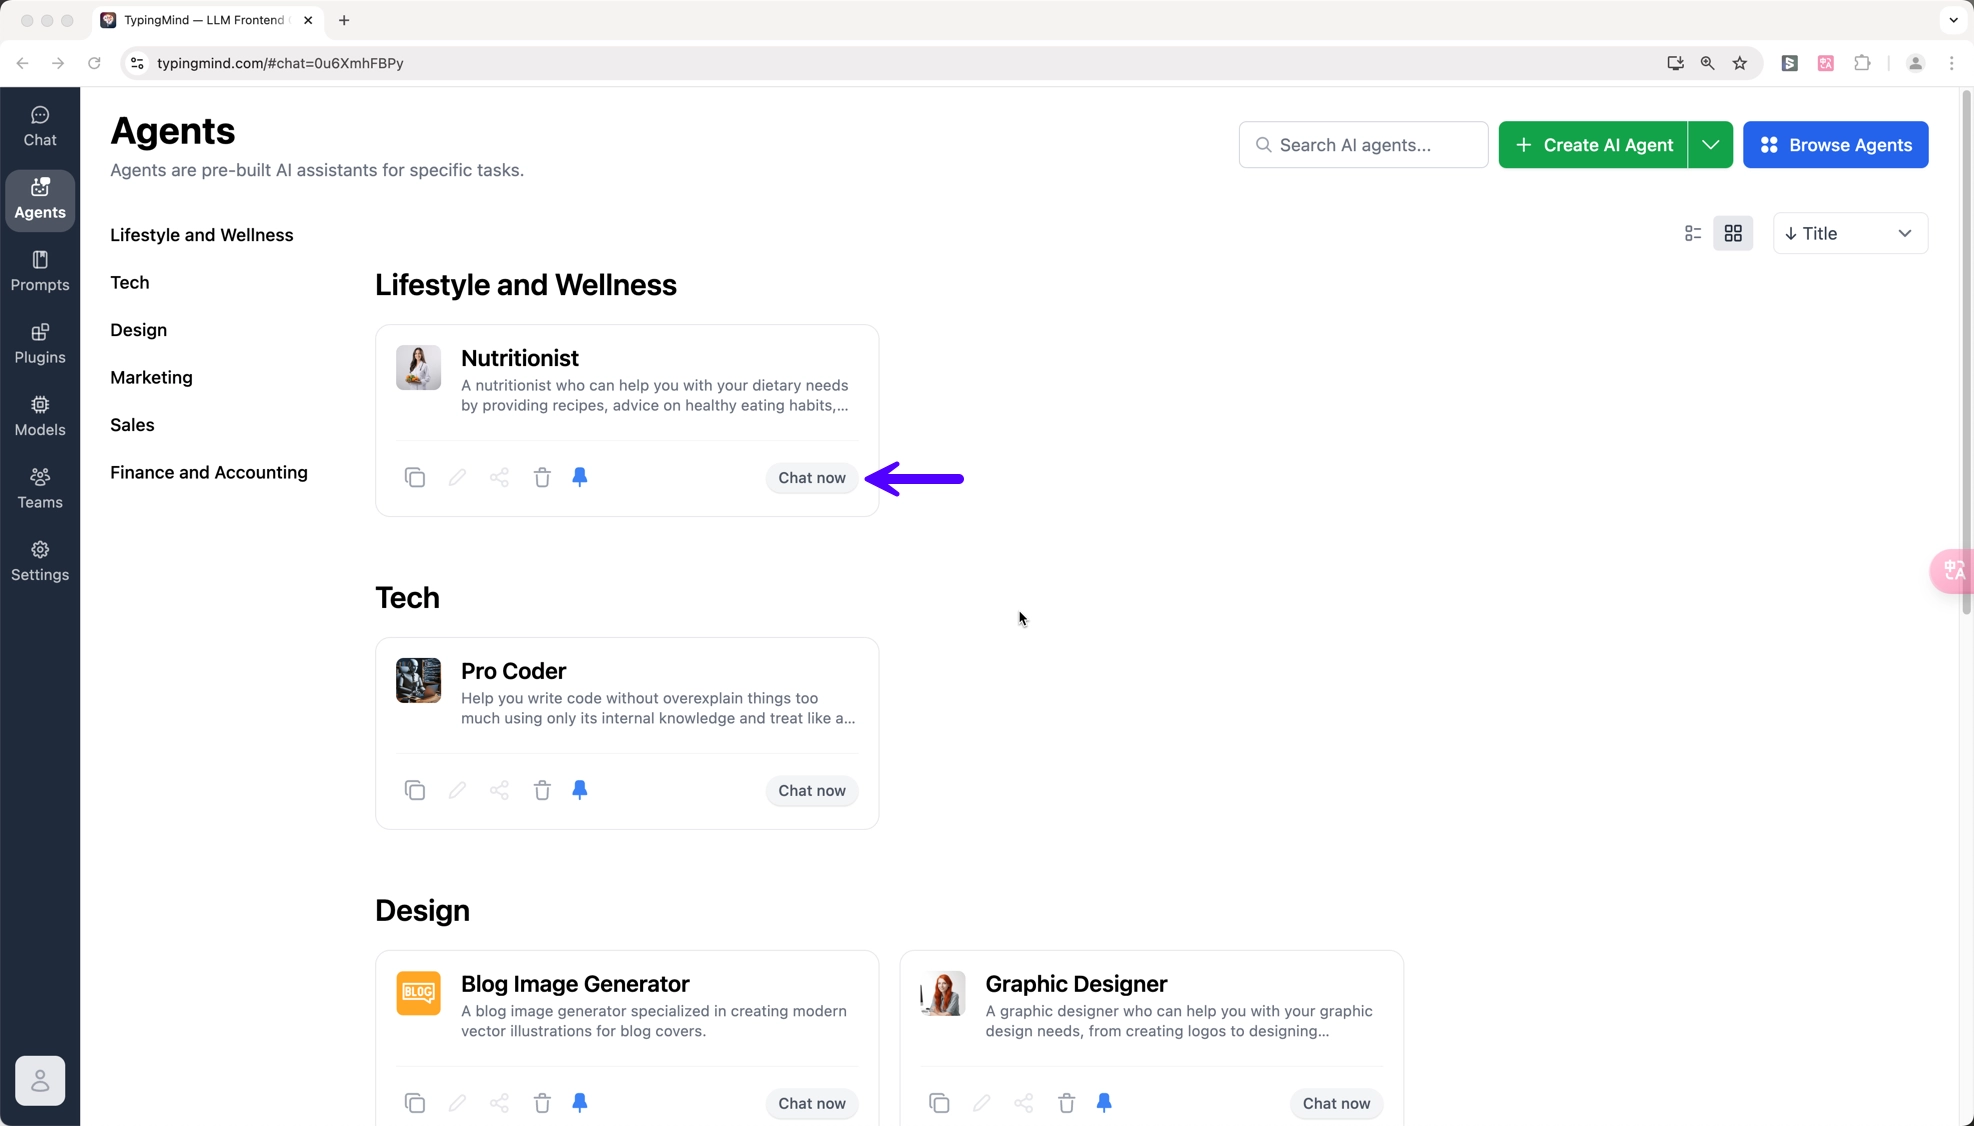 TypingMind — LLM Frontend
typingmind.com/#chat=0u6XmhFBPy
Chat
Agents
Prompts
Plugins
Models
Teams
Settings
Agents
Agents are pre-built AI assistants for specific tasks.
Search AI agents...
Create AI Agent
Browse Agents
Lifestyle and Wellness
Tech
Design
Marketing
Sales
Finance and Accounting
↓ Title
Lifestyle and Wellness
Nutritionist
A nutritionist who can help you with your dietary needs
by providing recipes, advice on healthy eating habits,...
Chat now
Tech
Pro Coder
Help you write code without overexplain things too
much using only its internal knowledge and treat like a...
Chat now
Design
BLOG
Blog Image Generator
A blog image generator specialized in creating modern
vector illustrations for blog covers.
Chat now
Graphic Designer
A graphic designer who can help you with your graphic
design needs, from creating logos to designing...
Chat now